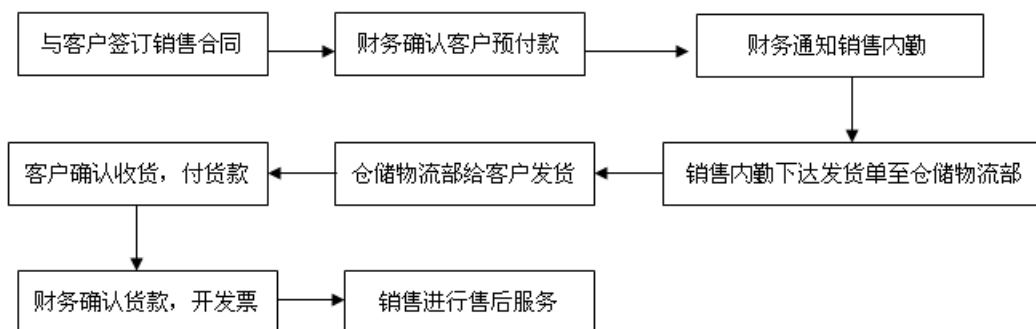 与客户签订销售合同
财务确认客户预付款
财务通知销售内勤
销售内勤下达发货单至仓储物流部
仓储物流部给客户发货
客户确认收货，付货款
财务确认货款，开发票
销售进行售后服务